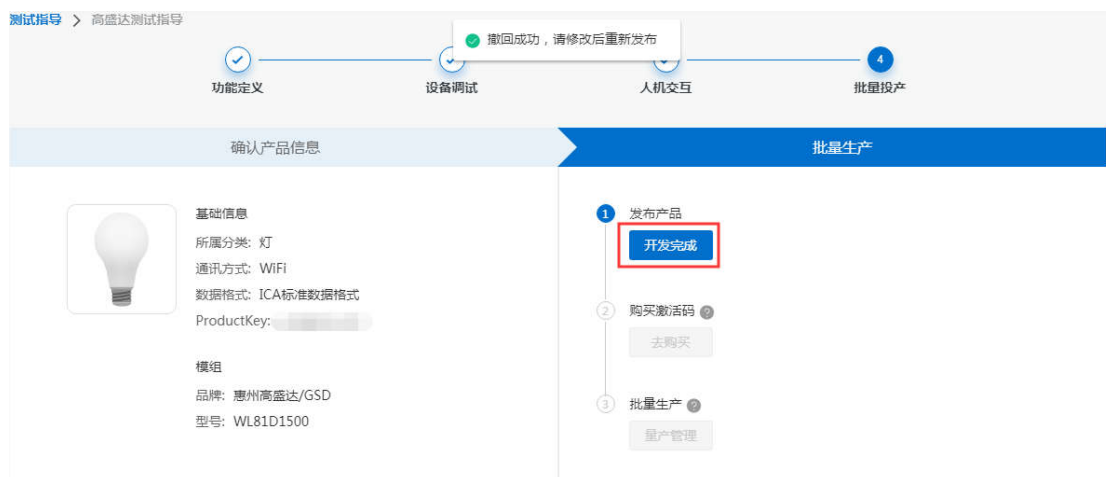 测试指导 > 高盛达测试指导
撤回成功，请修改后重新发布
功能定义
设备调试
人机交互
4
批量投产
确认产品信息
批量生产
基础信息
所属分类: 灯
通讯方式: WiFi
数据格式: ICA标准数据格式
ProductKey:
模组
品牌: 惠州高盛达/GSD
型号: WL81D1500
1 发布产品
开发完成
2 购买激活码 ?
去购买
3 批量生产 ?
量产管理